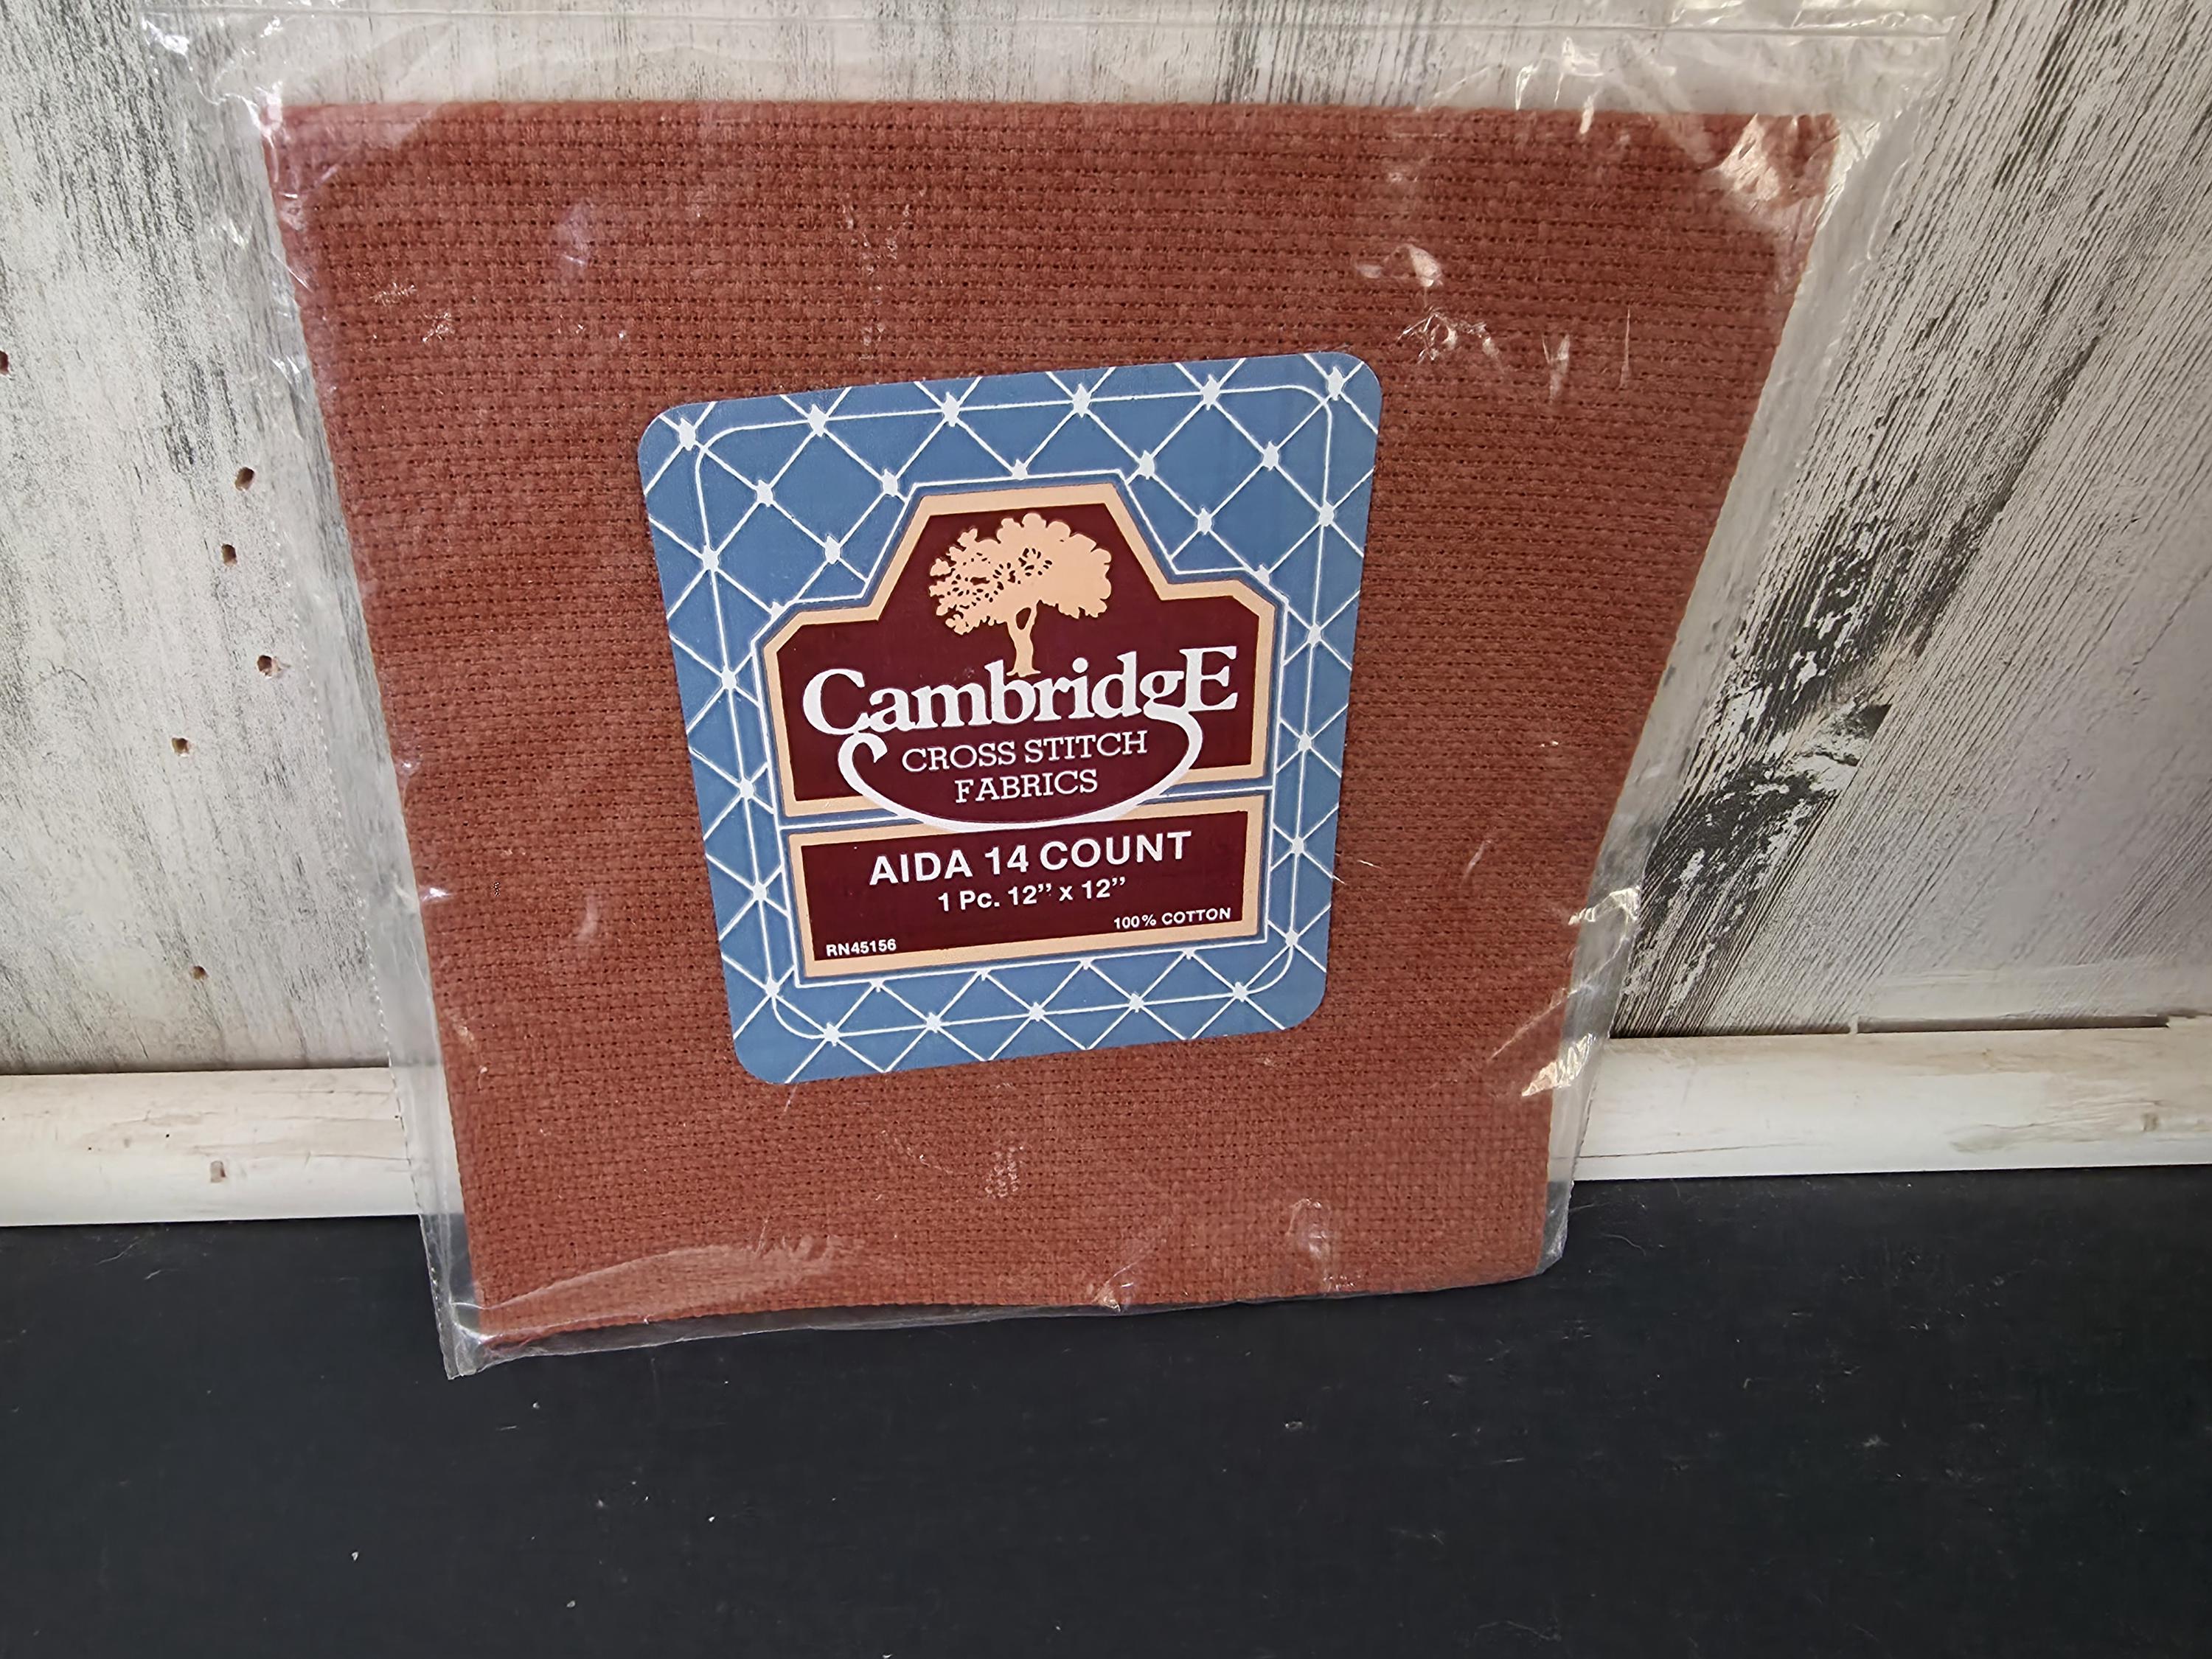 CambridgE
CROSS STITCH
FABRICS
AIDA 14 COUNT
1 Pc. 12” x 12”
100% COTTON
RN45156